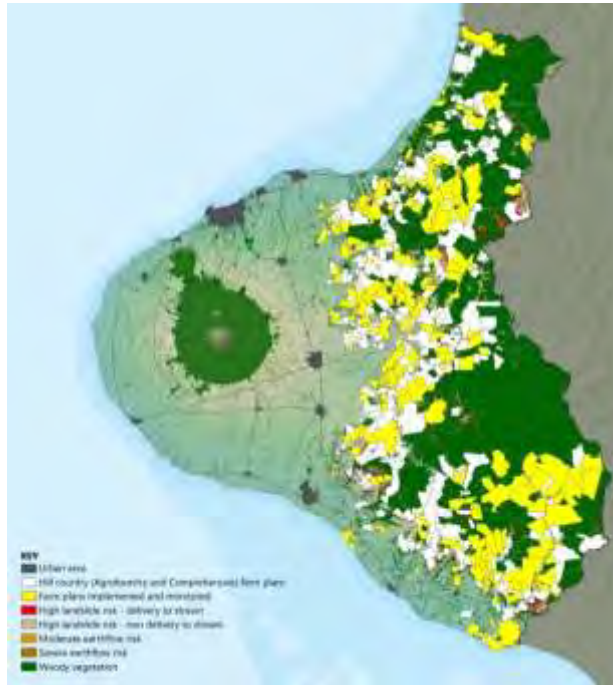 KEY
Urban area
Hill country (Agroforestry and Comprehensive) farm plans
Farm plans implemented and monitored
High landslide risk - delivery to stream
High landslide risk - non delivery to stream
Moderate earthflow risk
Severe earthflow risk
Woody vegetation